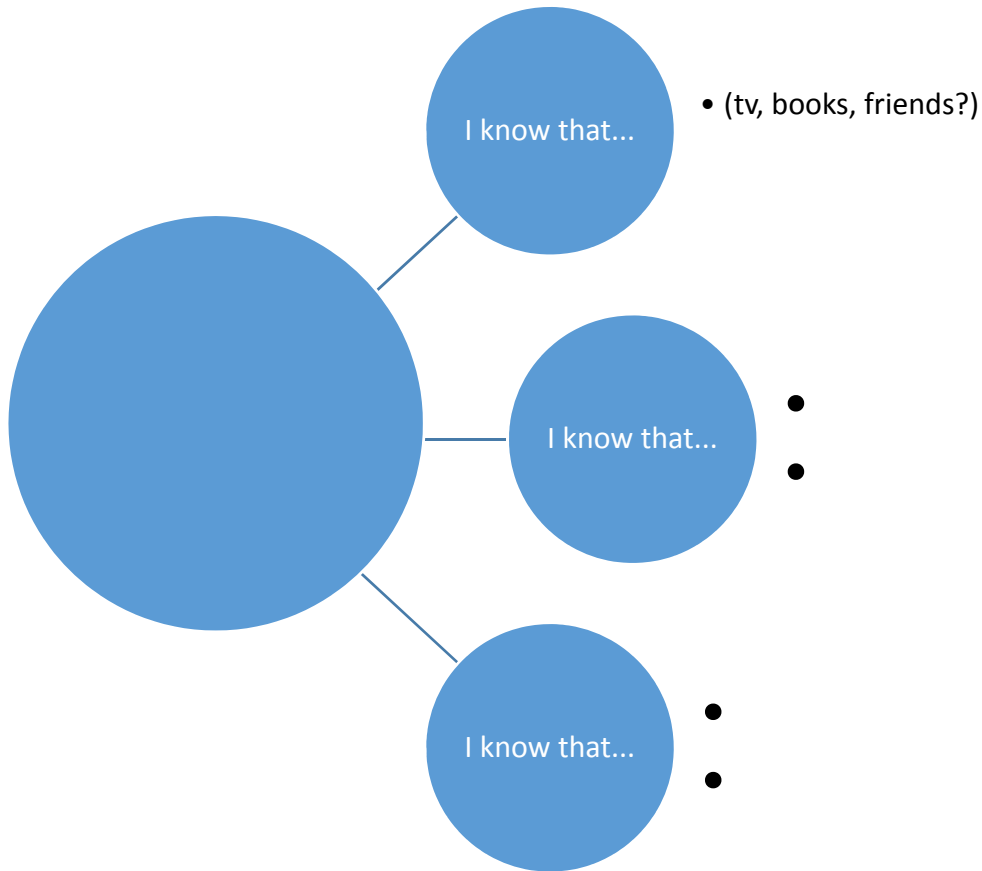 I know that...
• (tv, books, friends?)
I know that...
•
•
I know that...
•
•